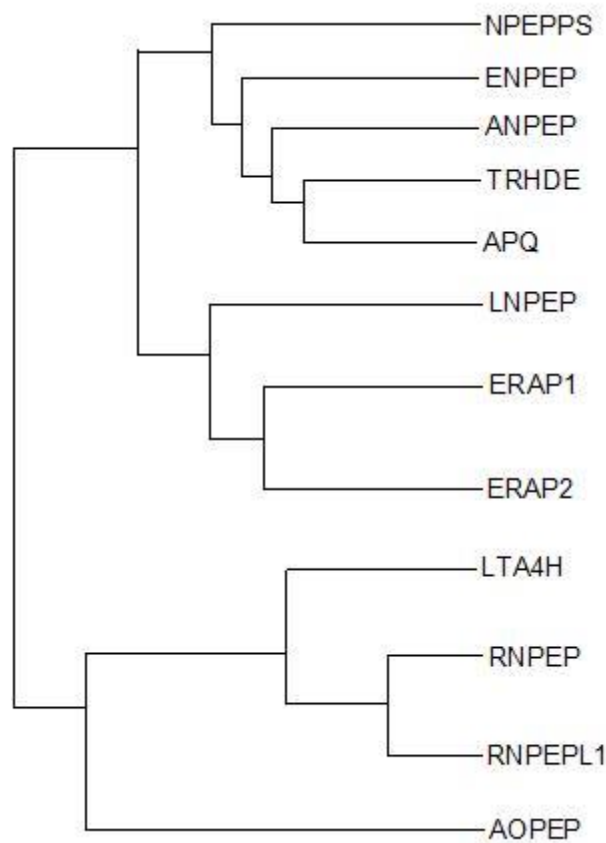 NPEPPS
ENPEP
ANPEP
TRHDE
APQ
LNPEP
ERAP1
ERAP2
LTA4H
RNPEP
RNPEPL1
AOPEP